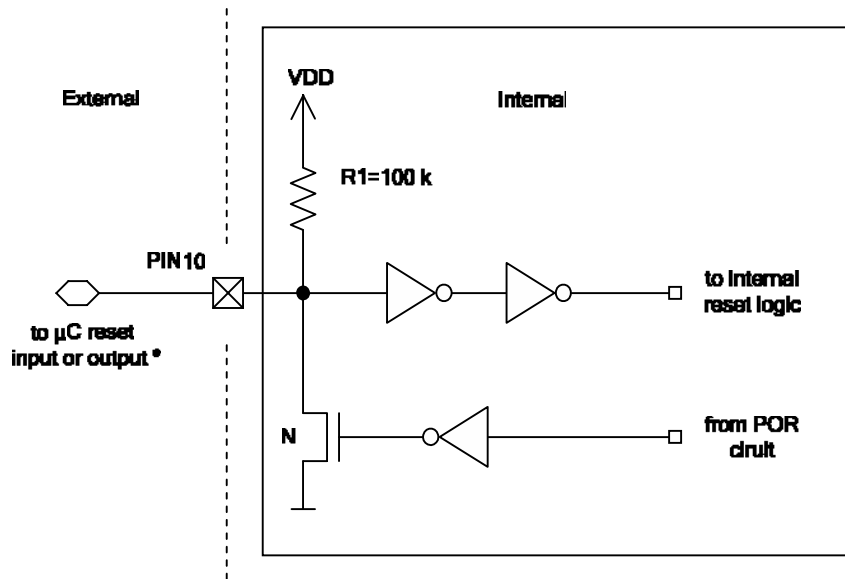 External
VDD
Internal
R1=100 k
PIN10
to internal
reset logic
to µC reset
input or output *
N
from POR
ciruit